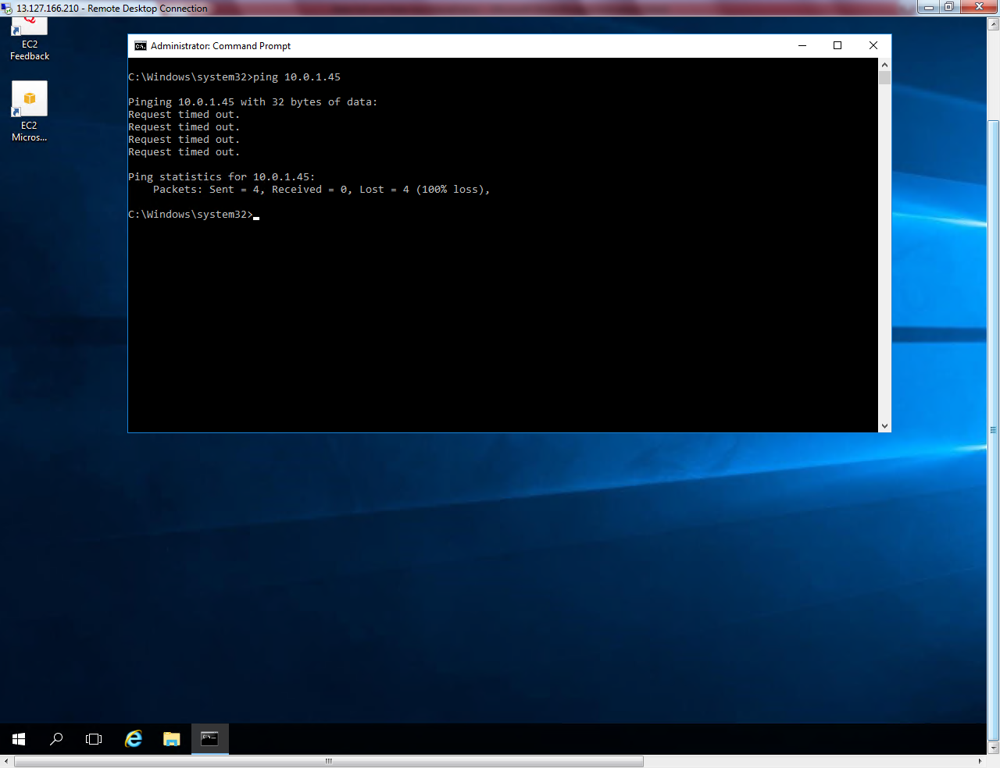 13.127.166.210 - Remote Desktop Connection
EC2
Feedback
EC2
Micros...
Administrator: Command Prompt
C:\Windows\system32>ping 10.0.1.45
Pinging 10.0.1.45 with 32 bytes of data:
Request timed out.
Request timed out.
Request timed out.
Request timed out.
Ping statistics for 10.0.1.45:
Packets: Sent = 4, Received = 0, Lost = 4 (100% loss),
C:\Windows\system32>